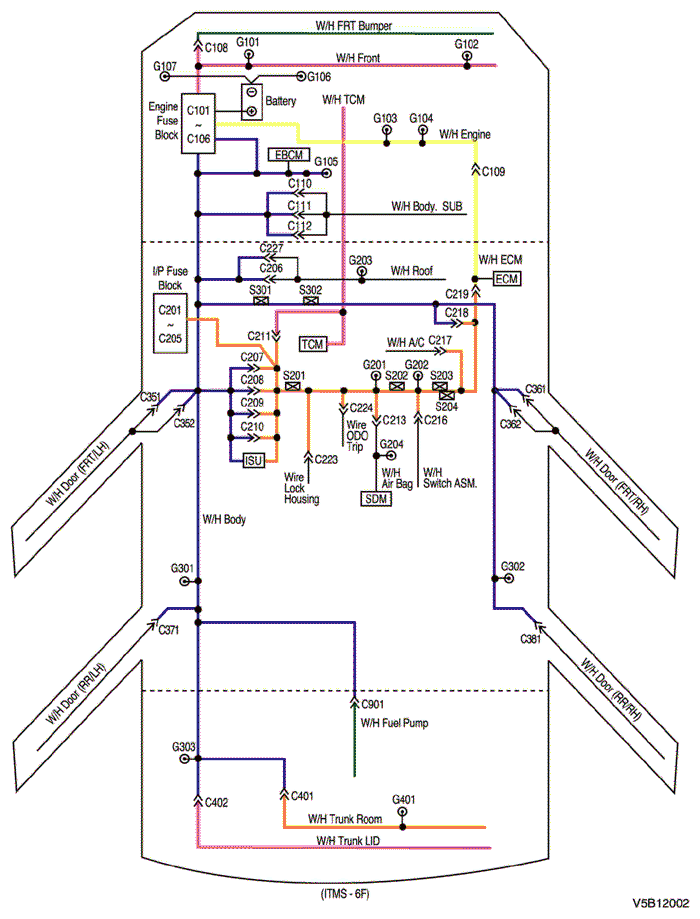 W/H FRT Bumper
C108
G101
G102
W/H Front
G107
G106
W/H TCM
Battery
Engine
Fuse
Block
C101
~
C106
G103
G104
W/H Engine
EBCM
G105
C109
C110
C111
C112
W/H Body. SUB
C227
C206
G203
W/H Roof
W/H ECM
ECM
I/P Fuse
Block
C201
~
C205
S301
S302
C219
C218
C211
TCM
W/H A/C
C217
C207
C208
C209
C210
ISU
S201
G201
S202
G202
S203
S204
C351
C352
C361
C362
C224
C213
C216
Wire
ODO
Trip
G204
C223
Wire
Lock
Housing
W/H
Air Bag
SDM
W/H
Switch ASM.
W/H Door (FRT/LH)
W/H Door (FRT/RH)
W/H Body
G301
G302
C371
C381
W/H Door (RR/LH)
W/H Door (RR/RH)
C901
W/H Fuel Pump
G303
C402
C401
G401
W/H Trunk Room
W/H Trunk LID
(ITMS - 6F)
V5B12002